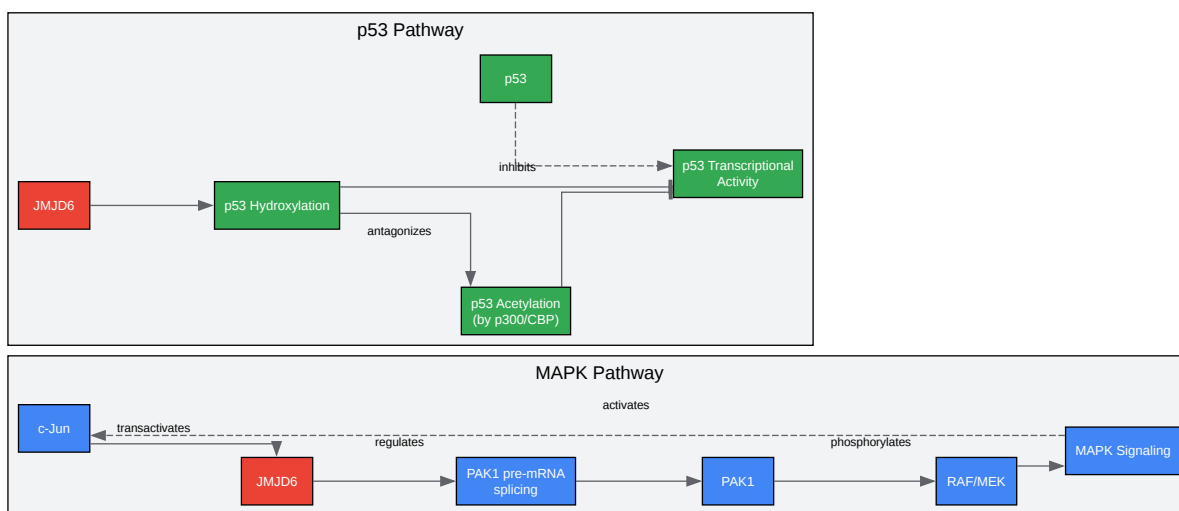 p53 Pathway
p53
inhibits
p53 Transcriptional
Activity
JMJD6
p53 Hydroxylation
antagonizes
p53 Acetylation
(by p300/CBP)
MAPK Pathway
activates
c-Jun
transactivates
regulates
phosphorylates
MAPK Signaling
JMJD6
PAK1 pre-mRNA
splicing
PAK1
RAF/MEK